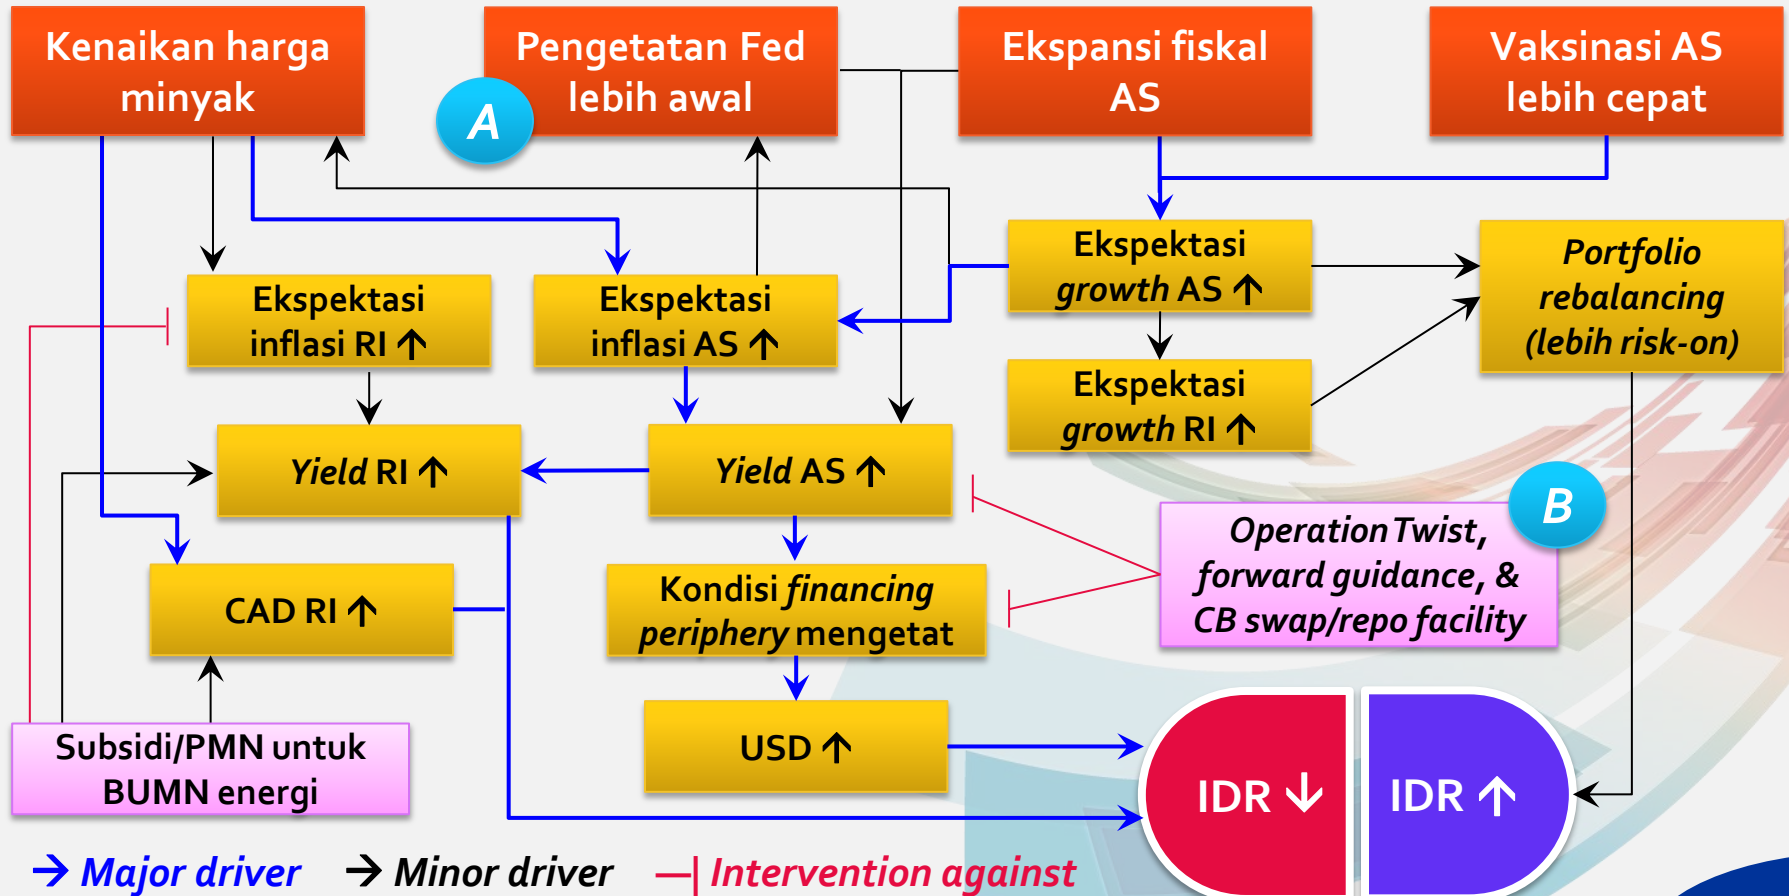 Kenaikan harga
minyak
Pengetatan Fed
lebih awal
Ekspansi fiskal
AS
Vaksinasi AS
lebih cepat
A
Ekspektasi
growth AS ↑
Portfolio
rebalancing
(lebih risk-on)
Ekspektasi
inflasi RI ↑
Ekspektasi
inflasi AS ↑
Ekspektasi
growth RI ↑
Yield RI ↑
Yield AS ↑
B
Operation Twist,
forward guidance, &
CB swap/repo facility
CAD RI ↑
Kondisi financing
periphery mengetat
Subsidi/PMN untuk
BUMN energi
USD ↑
IDR ↓
IDR ↑
→ Major driver
→ Minor driver
—| Intervention against